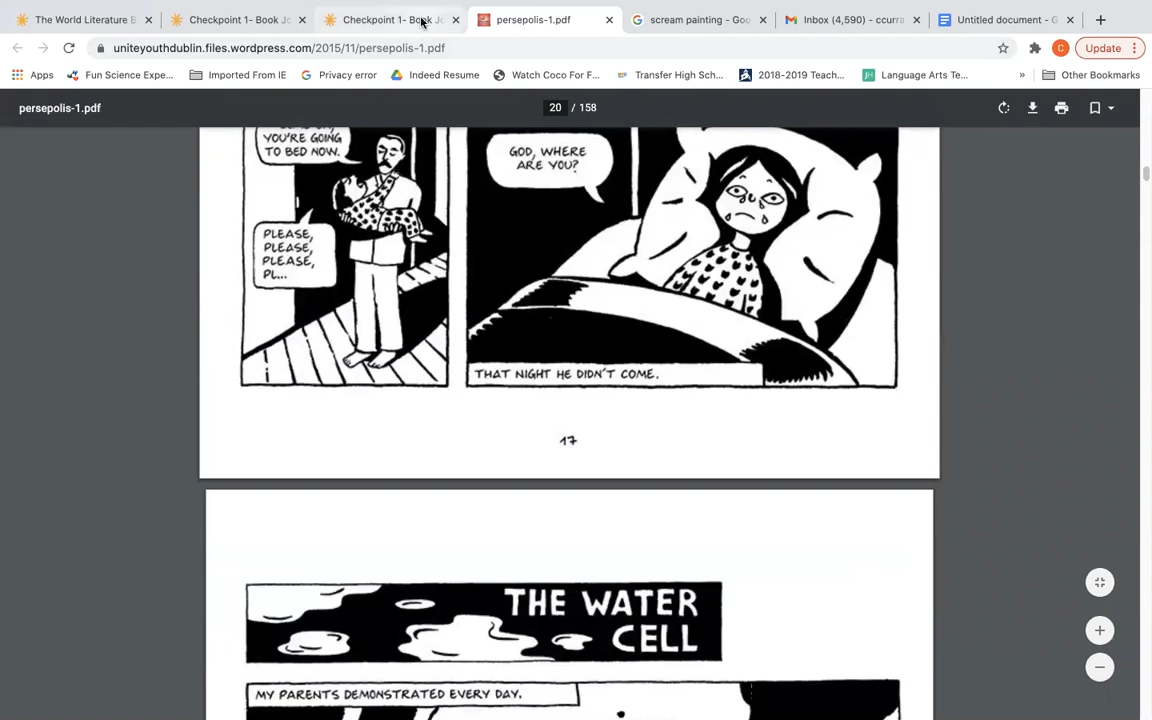 The World Literature B
Checkpoint 1- Book Jo
Checkpoint 1- Book Jo
persepolis-1.pdf
scream painting - Goo
Inbox (4,590) - ccurra
Untitled document - G
uniteyouthdublin.files.wordpress.com/2015/11/persepolis-1.pdf
C
Update
Apps
Fun Science Expe...
Imported From IE
Privacy error
Indeed Resume
Watch Coco For F...
Transfer High Sch...
2018-2019 Teach...
Language Arts Te...
»
Other Bookmarks
persepolis-1.pdf
20 / 158
YOU'RE GOING
TO BED NOW.
PLEASE,
PLEASE,
PLEASE,
PL...
GOD, WHERE
ARE YOU?
THAT NIGHT HE DIDN'T COME.
17
THE WATER
CELL
MY PARENTS DEMONSTRATED EVERY DAY.